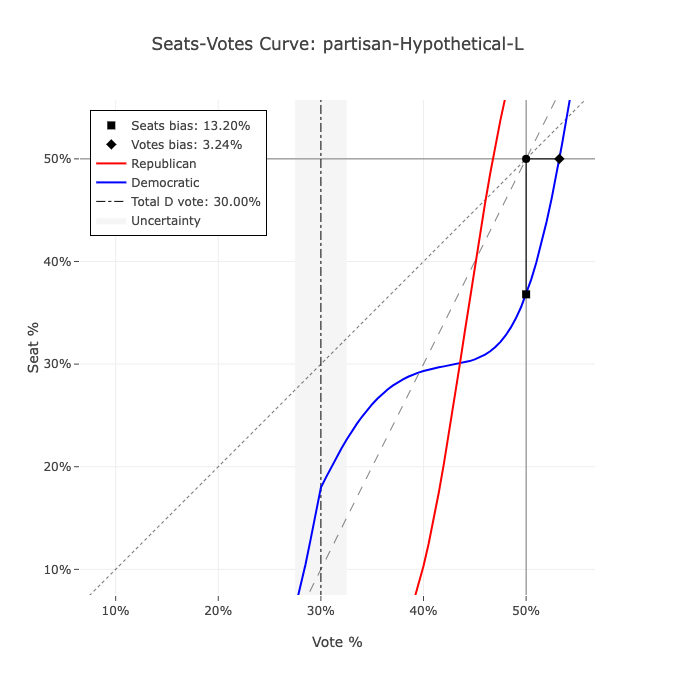 Seats-Votes Curve: partisan-Hypothetical-L
Seats bias: 13.20%
Votes bias: 3.24%
Republican
Democratic
Total D vote: 30.00%
Uncertainty
50%
40%
30%
20%
10%
Seat %
10%
20%
30%
40%
50%
Vote %